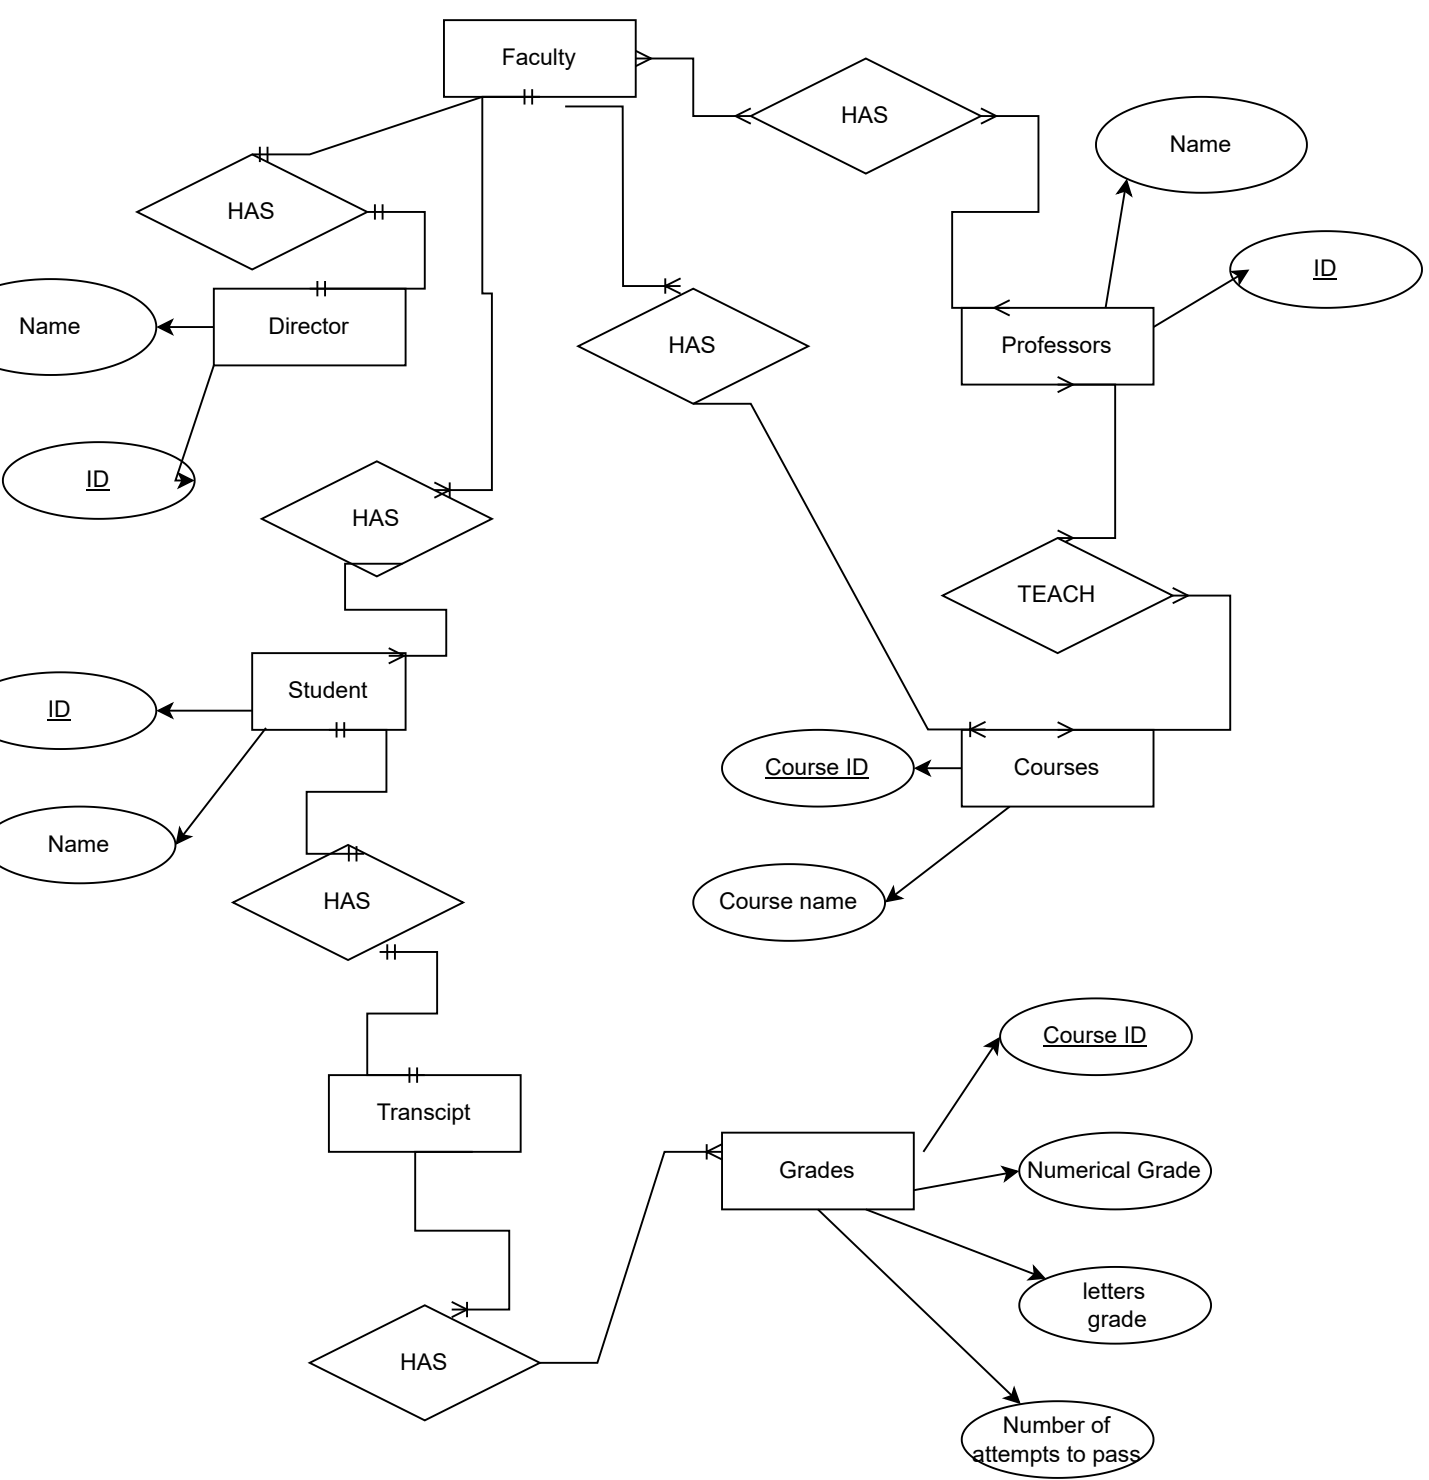 Faculty
HAS
Name
HAS
ID
Name
Director
HAS
Professors
ID
HAS
TEACH
ID
Student
Course ID
Courses
Name
HAS
Course name
Course ID
Transcipt
Grades
Numerical Grade
letters
grade
HAS
Number of
attempts to pass